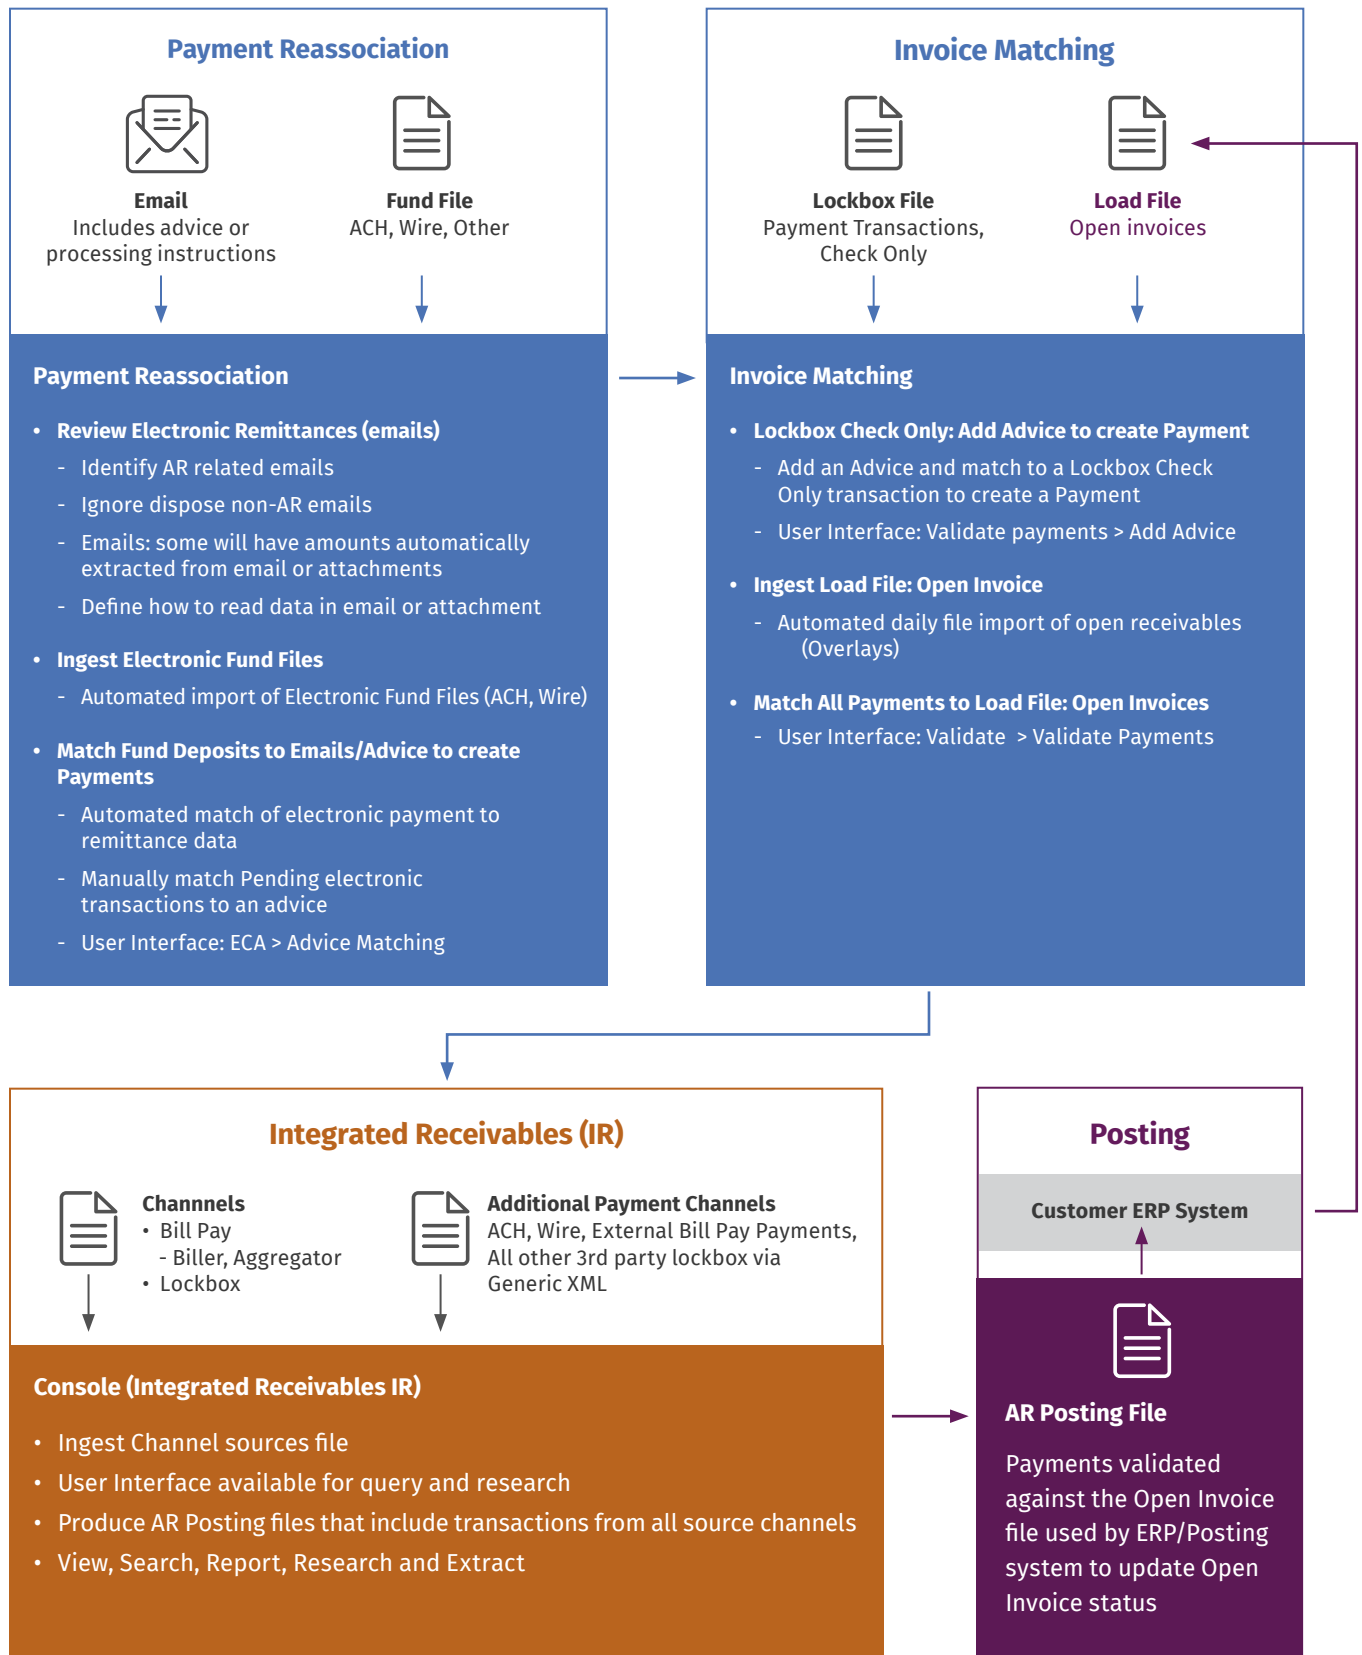 Payment Reassociation
Email
Includes advice or
processing instructions
Fund File
ACH, Wire, Other
Payment Reassociation
• Review Electronic Remittances (emails)
- Identify AR related emails
- Ignore dispose non-AR emails
- Emails: some will have amounts automatically
extracted from email or attachments
- Define how to read data in email or attachment
• Ingest Electronic Fund Files
- Automated import of Electronic Fund Files (ACH, Wire)
• Match Fund Deposits to Emails/Advice to create
Payments
- Automated match of electronic payment to
remittance data
- Manually match Pending electronic
transactions to an advice
- User Interface: ECA > Advice Matching
Invoice Matching
Lockbox File
Payment Transactions,
Check Only
Load File
Open invoices
Invoice Matching
• Lockbox Check Only: Add Advice to create Payment
- Add an Advice and match to a Lockbox Check
Only transaction to create a Payment
- User Interface: Validate payments > Add Advice
• Ingest Load File: Open Invoice
- Automated daily file import of open receivables
(Overlays)
• Match All Payments to Load File: Open Invoices
- User Interface: Validate > Validate Payments
Integrated Receivables (IR)
Channnels
• Bill Pay
- Biller, Aggregator
• Lockbox
Additional Payment Channels
ACH, Wire, External Bill Pay Payments,
All other 3rd party lockbox via
Generic XML
Console (Integrated Receivables IR)
• Ingest Channel sources file
• User Interface available for query and research
• Produce AR Posting files that include transactions from all source channels
• View, Search, Report, Research and Extract
Posting
Customer ERP System
AR Posting File
Payments validated
against the Open Invoice
file used by ERP/Posting
system to update Open
Invoice status